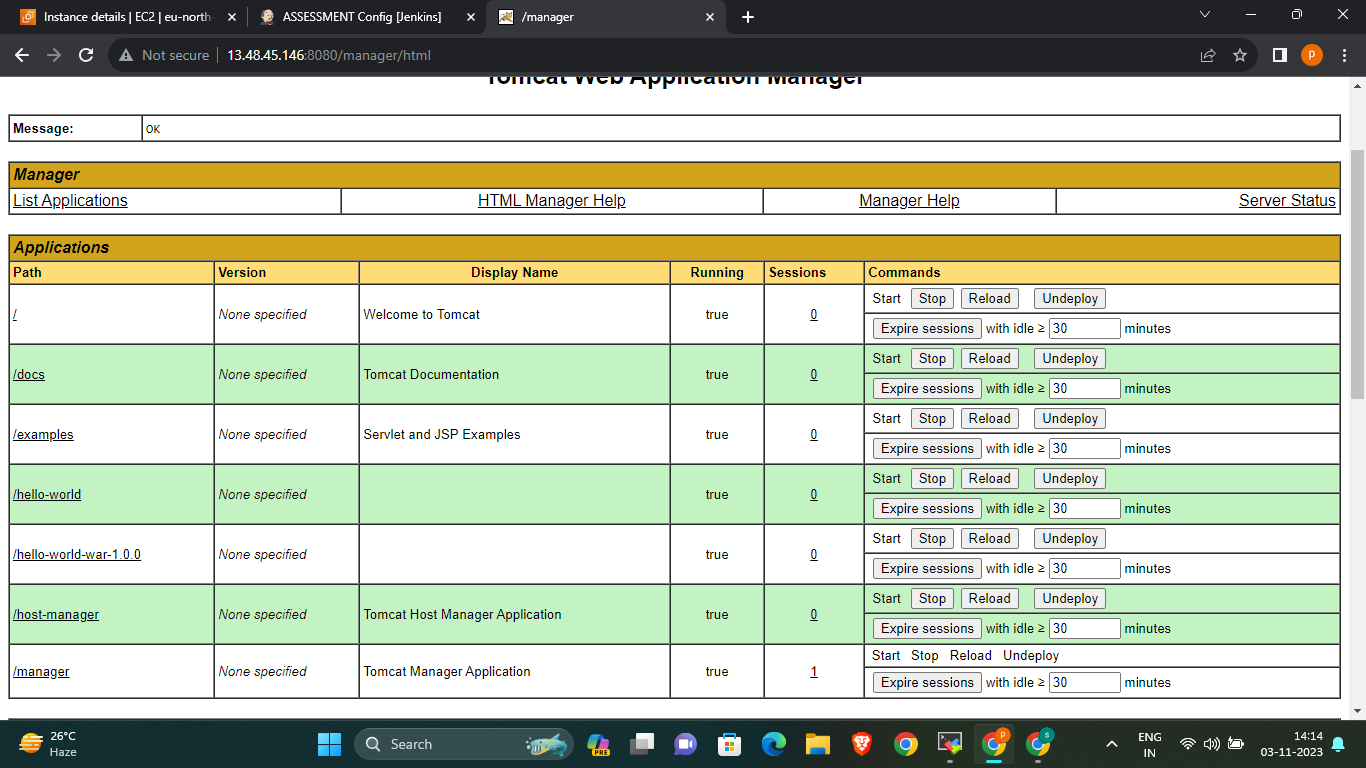 Instance details | EC2 | eu-north-
ASSESSMENT Config [Jenkins]
/manager
Not secure
13.48.45.146:8080/manager/html
p
Tomcat Web Application Manager
Message: OK
Manager
List Applications HTML Manager Help Manager Help Server Status
Applications
Path Version Display Name Running Sessions Commands
/ None specified Welcome to Tomcat true 0
Start Stop Reload Undeploy
Expire sessions with idle ≥ 30 minutes
/docs None specified Tomcat Documentation true 0
Start Stop Reload Undeploy
Expire sessions with idle ≥ 30 minutes
/examples None specified Servlet and JSP Examples true 0
Start Stop Reload Undeploy
Expire sessions with idle ≥ 30 minutes
/hello-world None specified true 0
Start Stop Reload Undeploy
Expire sessions with idle ≥ 30 minutes
/hello-world-war-1.0.0 None specified true 0
Start Stop Reload Undeploy
Expire sessions with idle ≥ 30 minutes
/host-manager None specified Tomcat Host Manager Application true 0
Start Stop Reload Undeploy
Expire sessions with idle ≥ 30 minutes
/manager None specified Tomcat Manager Application true 1
Start Stop Reload Undeploy
Expire sessions with idle ≥ 30 minutes
26°C
Haze
Search
PRE
P
S
ENG
IN
14:14
03-11-2023